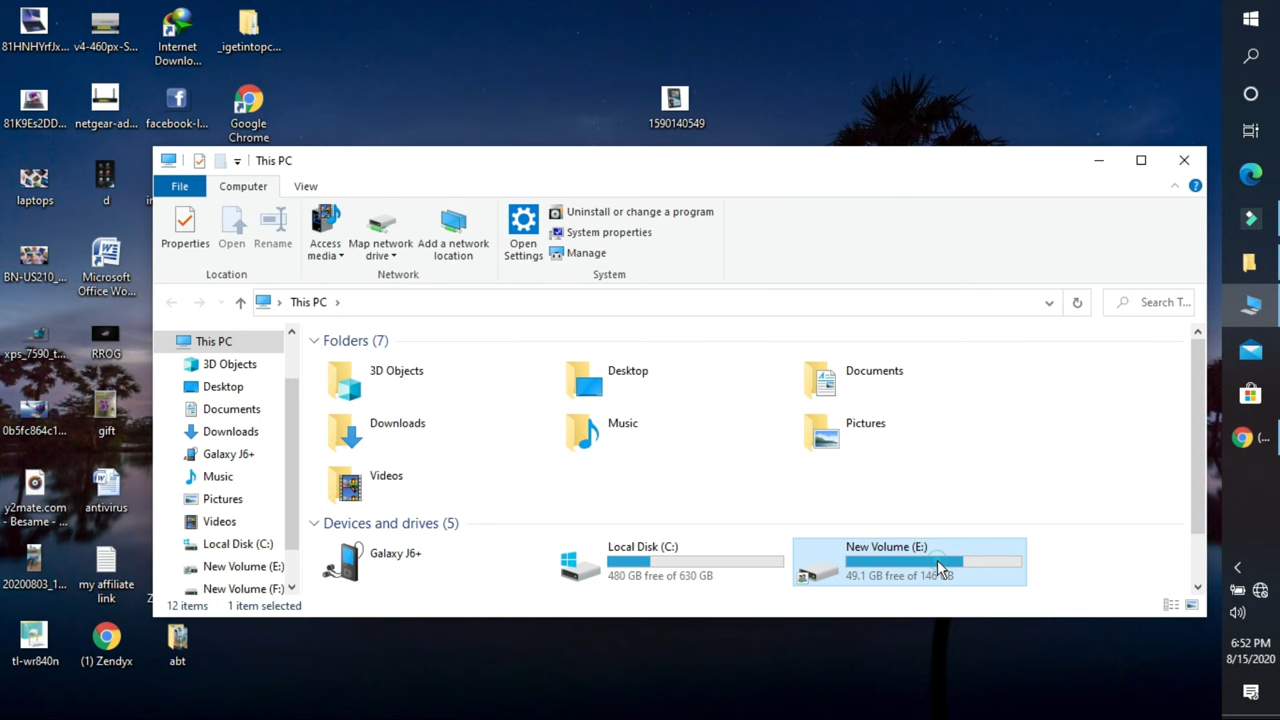 81HNHYrfJx...
v4-460px-S...
Internet
Downlo...
_igetintopc...
81K9Es2DD...
netgear-ad...
facebook-I...
Google
Chrome
1590140549
laptops
d
BN-US210_...
Microsoft
Office Wo...
xps_7590_t...
RROG
0b5fc864c1...
gift
y2mate.com
- Besame - ...
antivirus
20200803_1...
my affiliate
link
tl-wr840n
(1) Zendyx
abt
This PC
File
Computer
View
Properties
Open
Rename
Location
Access
media
Map network
drive
Add a network
location
Network
Open
Settings
Uninstall or change a program
System properties
Manage
System
This PC
Search T...
This PC
3D Objects
Desktop
Documents
Downloads
Galaxy J6+
Music
Pictures
Videos
Local Disk (C:)
New Volume (E:)
New Volume (F:)
Folders (7)
3D Objects
Desktop
Documents
Downloads
Music
Pictures
Videos
Devices and drives (5)
Galaxy J6+
Local Disk (C:)
480 GB free of 630 GB
New Volume (E:)
49.1 GB free of 146 GB
12 items
1 item selected
(...
6:52 PM
8/15/2020